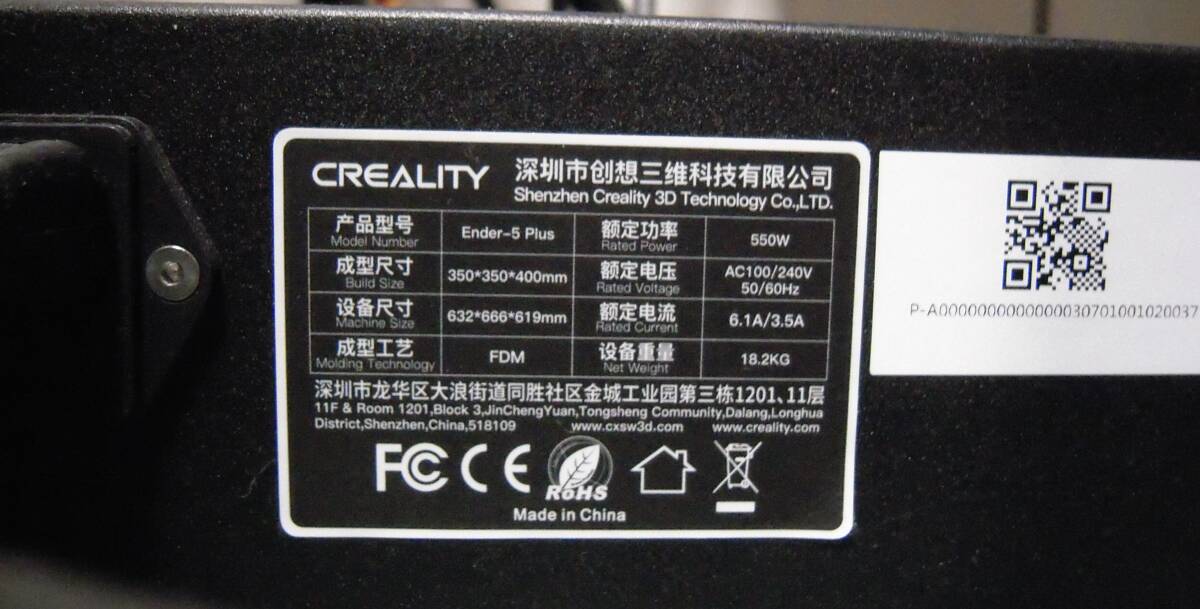 CREALITY 深圳市创想三维科技有限公司
Shenzhen Creality 3D Technology Co.,LTD.
产品型号 Ender-5 Plus 额定功率 550W
Model Number Rated Power
成型尺寸 350*350*400mm 额定电压 AC100/240V
Build Size Rated Voltage 50/60Hz
设备尺寸 632*666*619mm 额定电流 6.1A/3.5A
Machine Size Rated Current
成型工艺 FDM 设备重量 18.2KG
Molding Technology Net Weight
深圳市龙华区大浪街道同胜社区金城工业园第三栋1201、11层
11F & Room 1201,Block 3,JinChengYuan,Tongsheng Community,Dalang,Longhua
District,Shenzhen,China,518109 www.cxsw3d.com www.creality.com
FC CE RoHS
Made in China